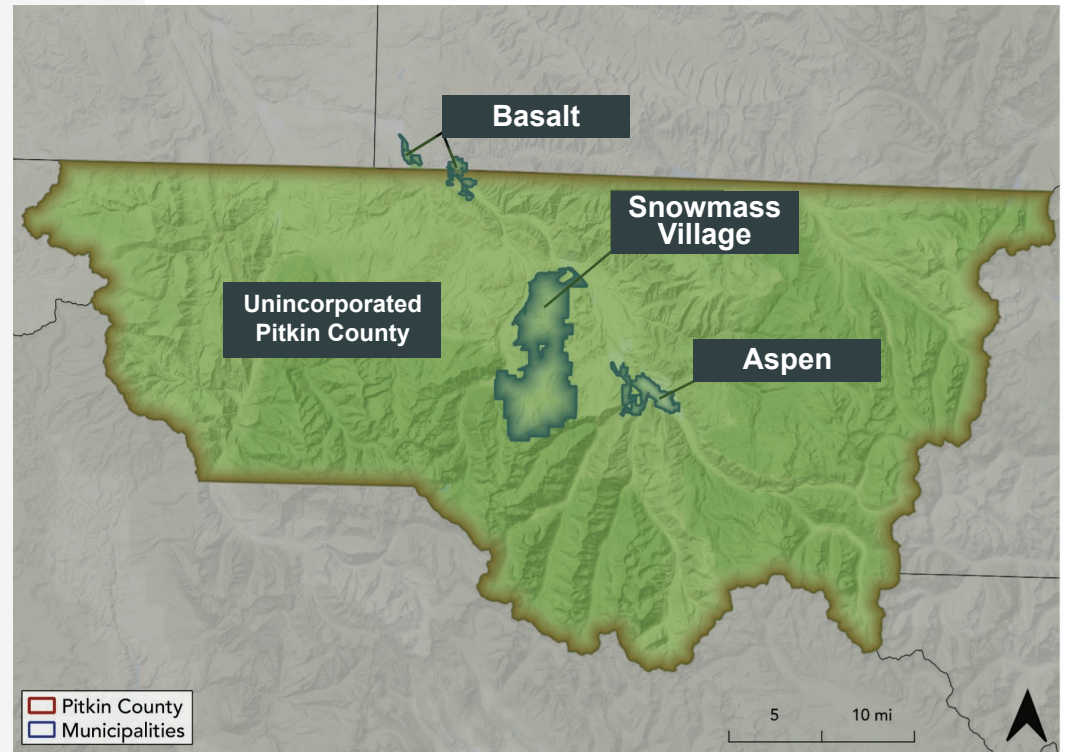 Basalt
Snowmass
Village
Unincorporated
Pitkin County
Aspen
Pitkin County
Municipalities
5 10 mi